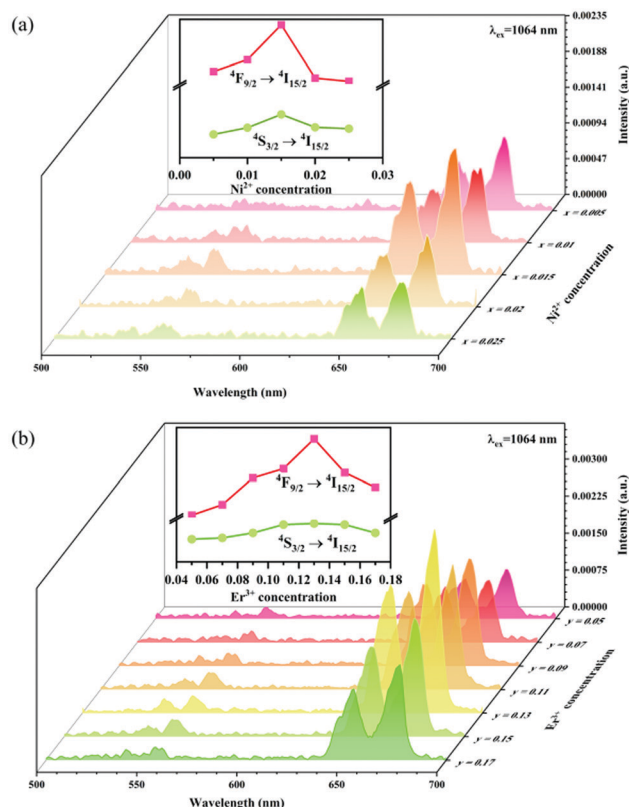 (a)
λex=1064 nm
0.00235
0.00188
0.00141
0.00094
0.00047
0.00000
Intensity (a.u.)
⁴F9/2 → ⁴I15/2
⁴S3/2 → ⁴I15/2
0.00 0.01 0.02 0.03
Ni²⁺ concentration
x = 0.005
x = 0.01
x = 0.015
x = 0.02
x = 0.025
Ni²⁺ concentration
500 550 600 650 700
Wavelength (nm)
(b)
λex=1064 nm
0.00300
0.00225
0.00150
0.00075
0.00000
Intensity (a.u.)
⁴F9/2 → ⁴I15/2
⁴S3/2 → ⁴I15/2
0.04 0.06 0.08 0.10 0.12 0.14 0.16 0.18
Er³⁺ concentration
y = 0.05
y = 0.07
y = 0.09
y = 0.11
y = 0.13
y = 0.15
y = 0.17
Er³⁺ concentration
500 550 600 650 700
Wavelength (nm)